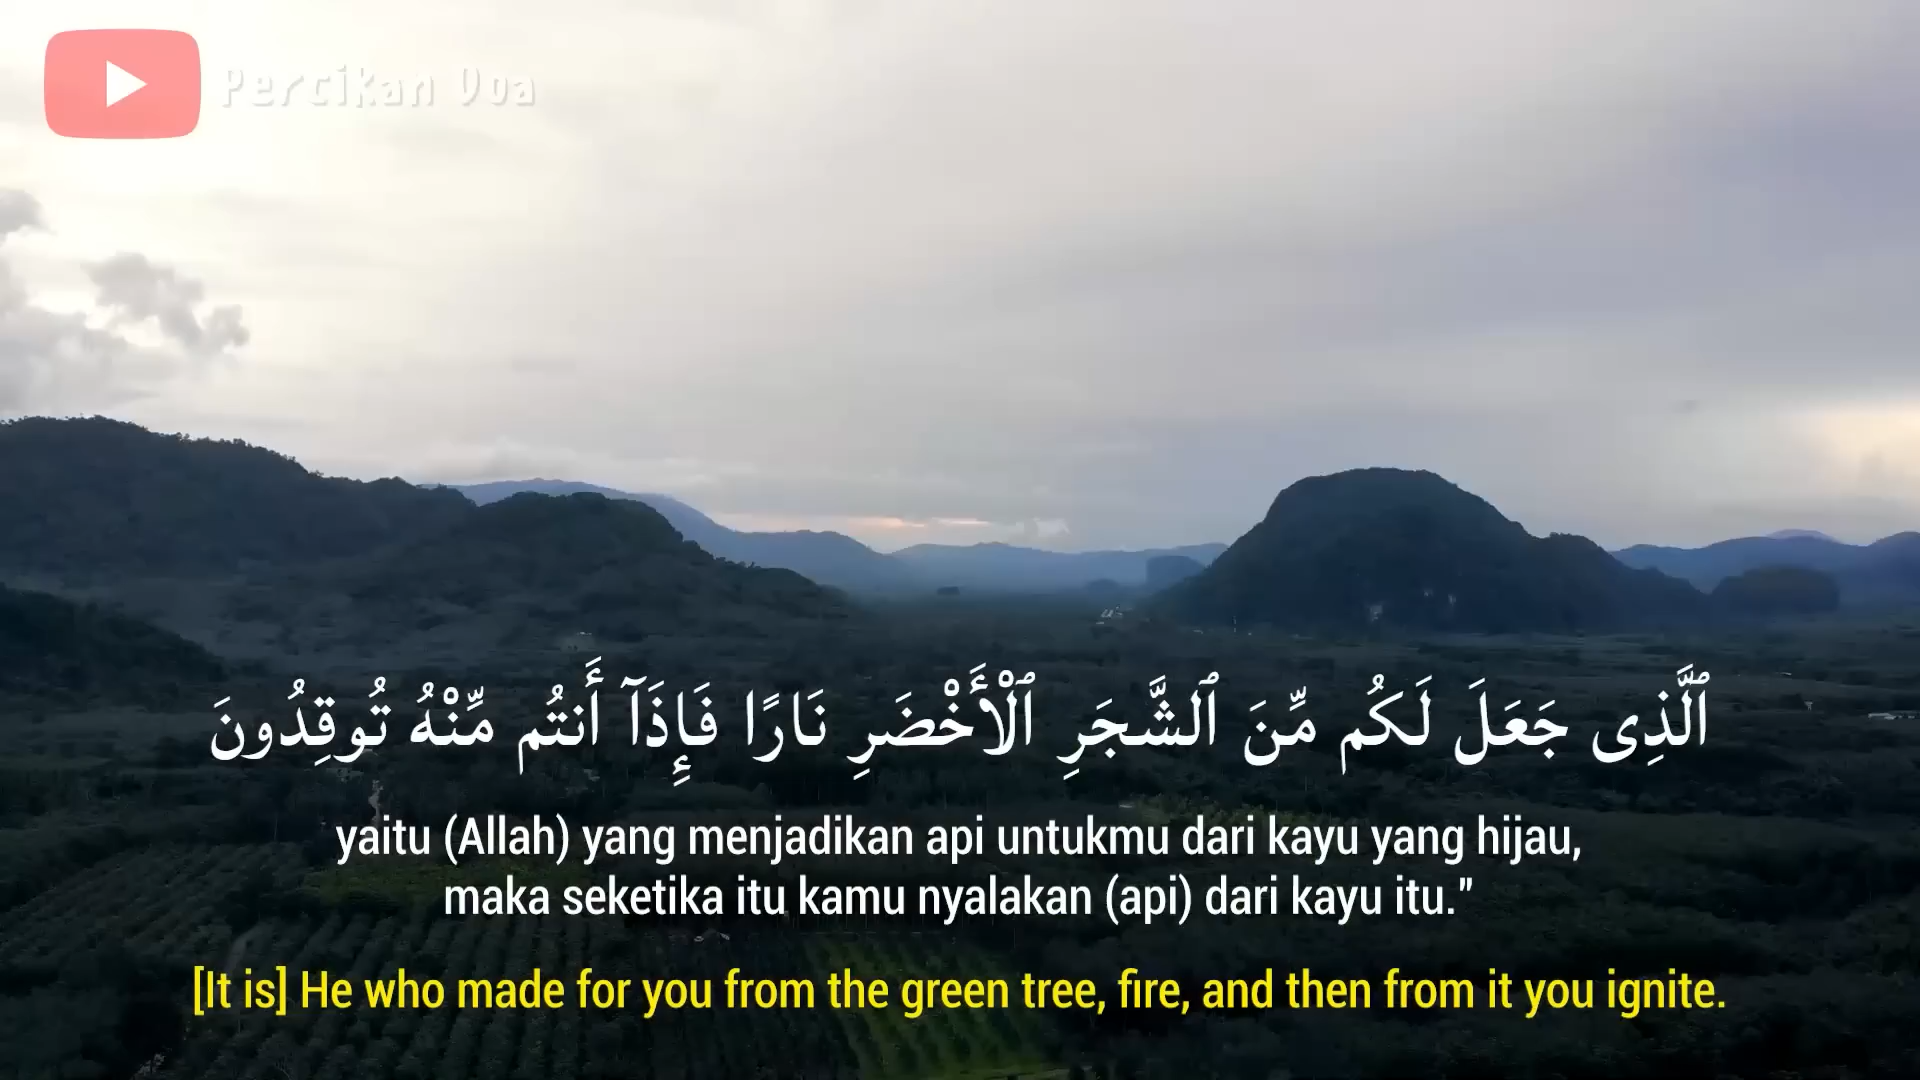 Percikan Doa
ٱلَّذِى جَعَلَ لَكُم مِّنَ ٱلشَّجَرِ ٱلْأَخْضَرِ نَارًا فَإِذَآ أَنتُم مِّنْهُ تُوقِدُونَ
yaitu (Allah) yang menjadikan api untukmu dari kayu yang hijau,
maka seketika itu kamu nyalakan (api) dari kayu itu.”
[It is] He who made for you from the green tree, fire, and then from it you ignite.